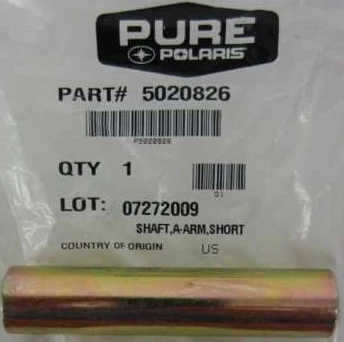 PURE
POLARIS
PART# 5020826
P5020826
QTY 1
01
LOT: 07272009
SHAFT,A-ARM,SHORT
COUNTRY OF ORIGIN US